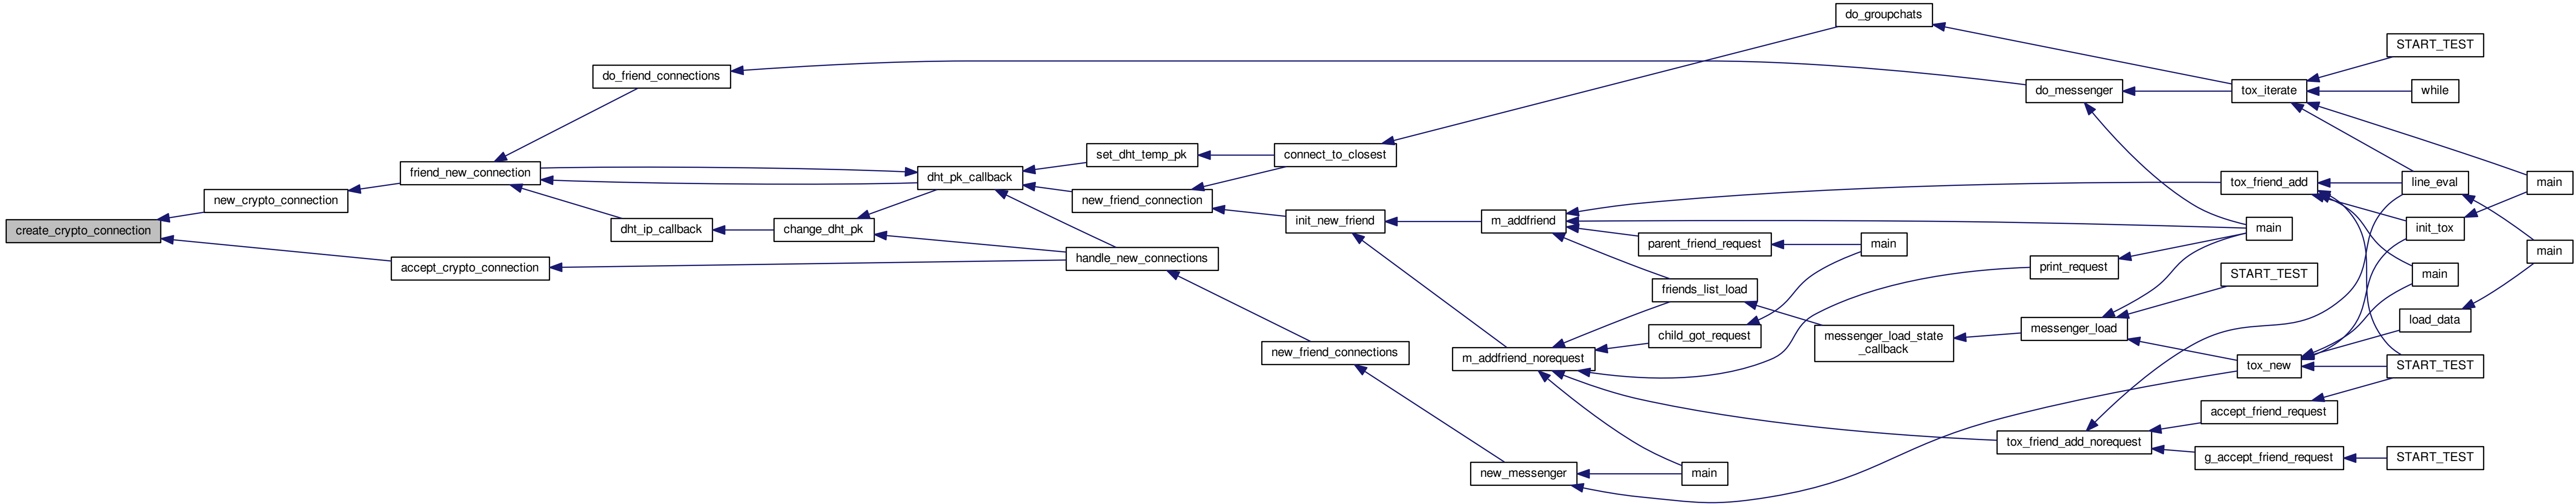 create_crypto_connection
new_crypto_connection
accept_crypto_connection
friend_new_connection
do_friend_connections
dht_ip_callback
change_dht_pk
dht_pk_callback
handle_new_connections
set_dht_temp_pk
new_friend_connection
connect_to_closest
init_new_friend
new_friend_connections
m_addfriend
m_addfriend_norequest
new_messenger
parent_friend_request
friends_list_load
child_got_request
main
do_groupchats
main
messenger_load_state
_callback
do_messenger
print_request
messenger_load
tox_friend_add_norequest
tox_iterate
tox_friend_add
main
START_TEST
tox_new
accept_friend_request
g_accept_friend_request
START_TEST
while
line_eval
init_tox
main
load_data
START_TEST
START_TEST
main
main